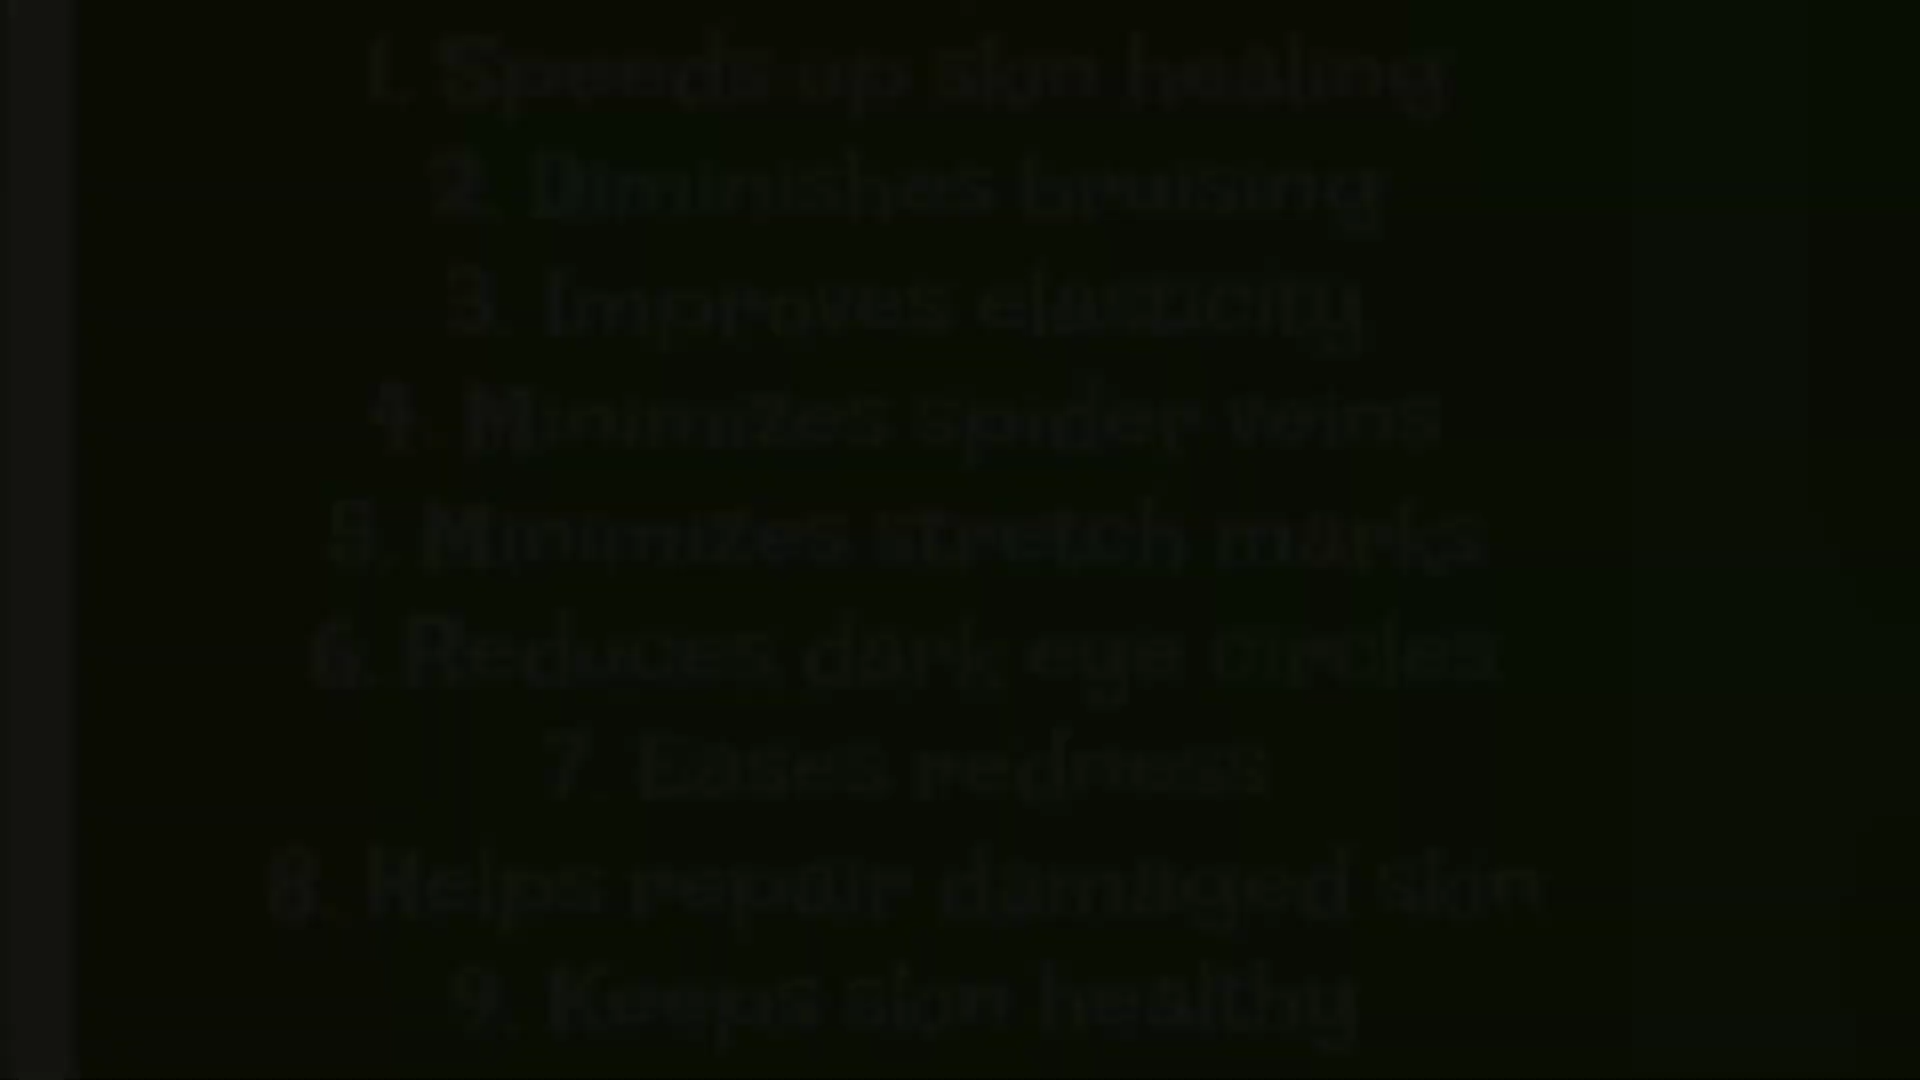 1. Speeds up skin healing
2. Diminishes bruising
3. Improves elasticity
4. Minimizes spider veins
5. Minimizes stretch marks
6. Reduces dark eye circles
7. Eases redness
8. Helps repair damaged skin
9. Keeps skin healthy